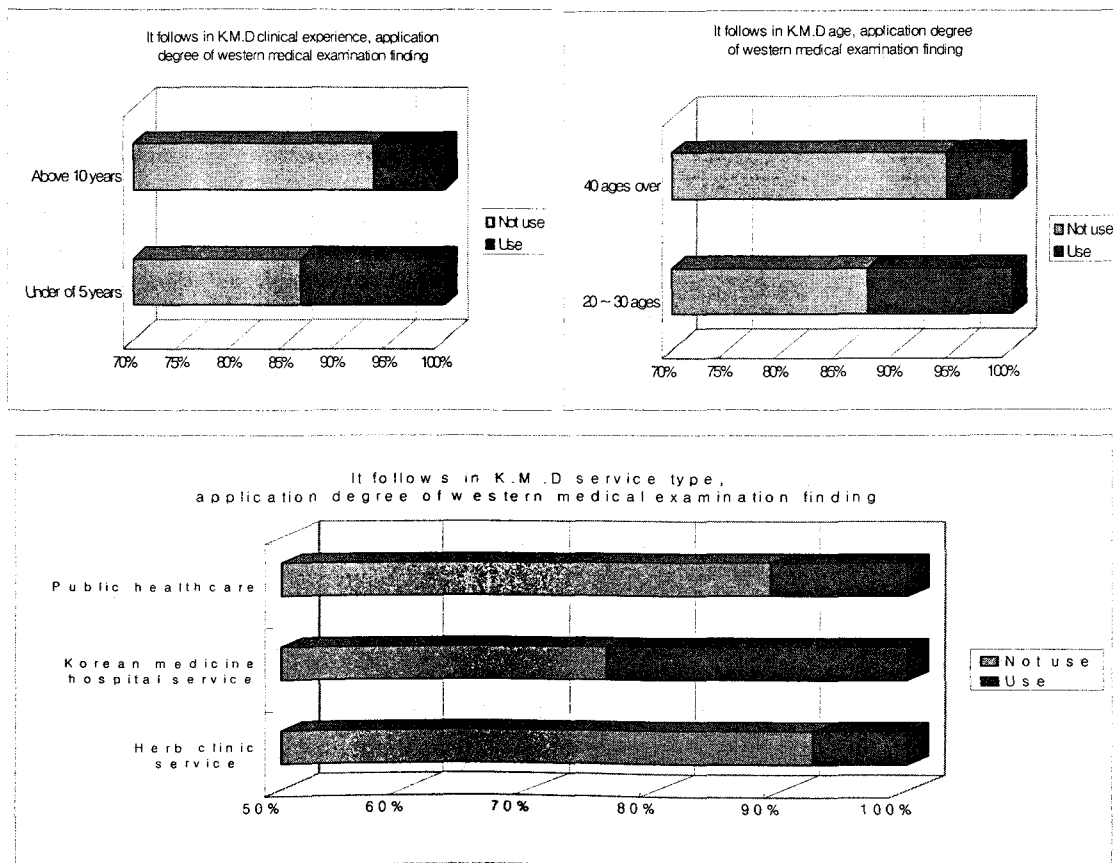 It follows in K.M.D clinical experience, application
degree of western medical examination finding
Above 10 years
Under of 5 years
Not use
Use
70% 75% 80% 85% 90% 95% 100%
It follows in K.M.D age, application degree
of western medical examination finding
40 ages over
20 ~ 30 ages
Not use
Use
70% 75% 80% 85% 90% 95% 100%
It follows in K.M.D service type,
application degree of western medical examination finding
Public healthcare
Korean medicine
hospital service
Herb clinic
service
Not use
Use
50% 60% 70% 80% 90% 100%